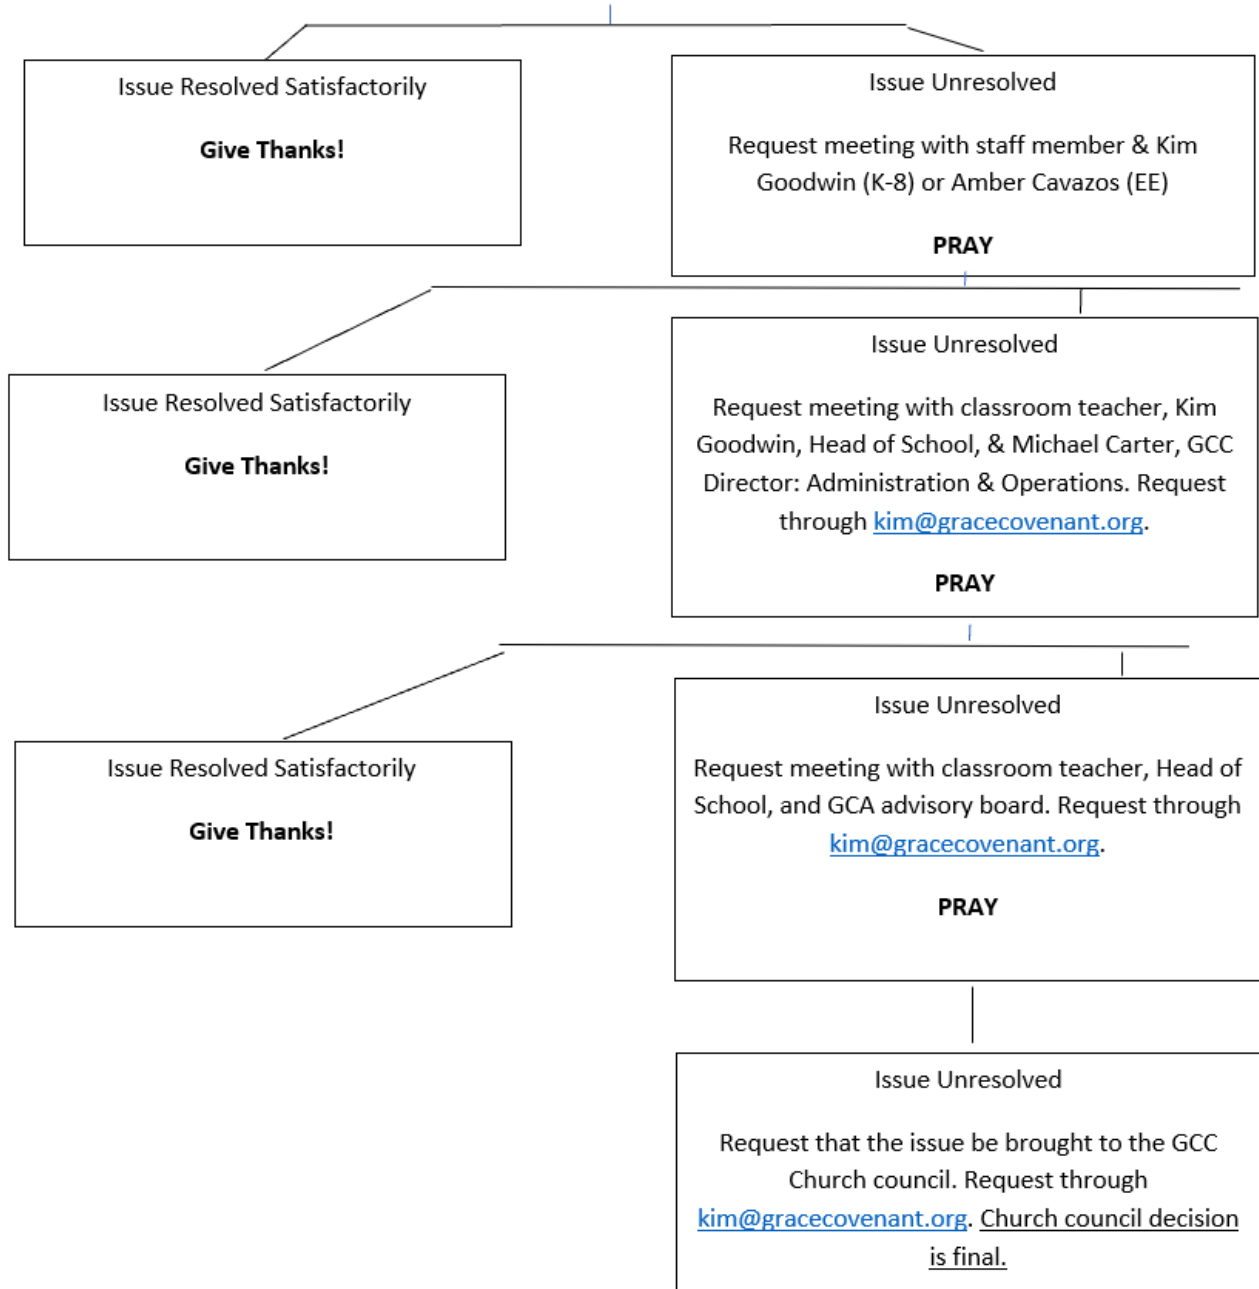 Issue Resolved Satisfactorily
Give Thanks!
Issue Unresolved
Request meeting with staff member & Kim
Goodwin (K-8) or Amber Cavazos (EE)
PRAY
Issue Resolved Satisfactorily
Give Thanks!
Issue Unresolved
Request meeting with classroom teacher, Kim
Goodwin, Head of School, & Michael Carter, GCC
Director: Administration & Operations. Request
through kim@gracecovenant.org.
PRAY
Issue Resolved Satisfactorily
Give Thanks!
Issue Unresolved
Request meeting with classroom teacher, Head of
School, and GCA advisory board. Request through
kim@gracecovenant.org.
PRAY
Issue Unresolved
Request that the issue be brought to the GCC
Church council. Request through
kim@gracecovenant.org. Church council decision
is final.